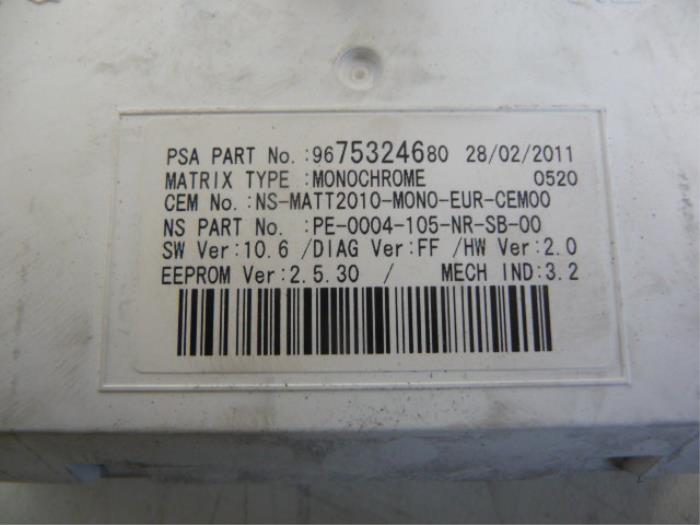 PSA PART No.:9675324680 28/02/2011
MATRIX TYPE :MONOCHROME 0520
CEM No.:NS-MATT2010-MONO-EUR-CEM00
NS PART No. :PE-0004-105-NR-SB-00
SW Ver:10.6 /DIAG Ver:FF /HW Ver:2.0
EEPROM Ver:2.5.30 / MECH IND:3.2